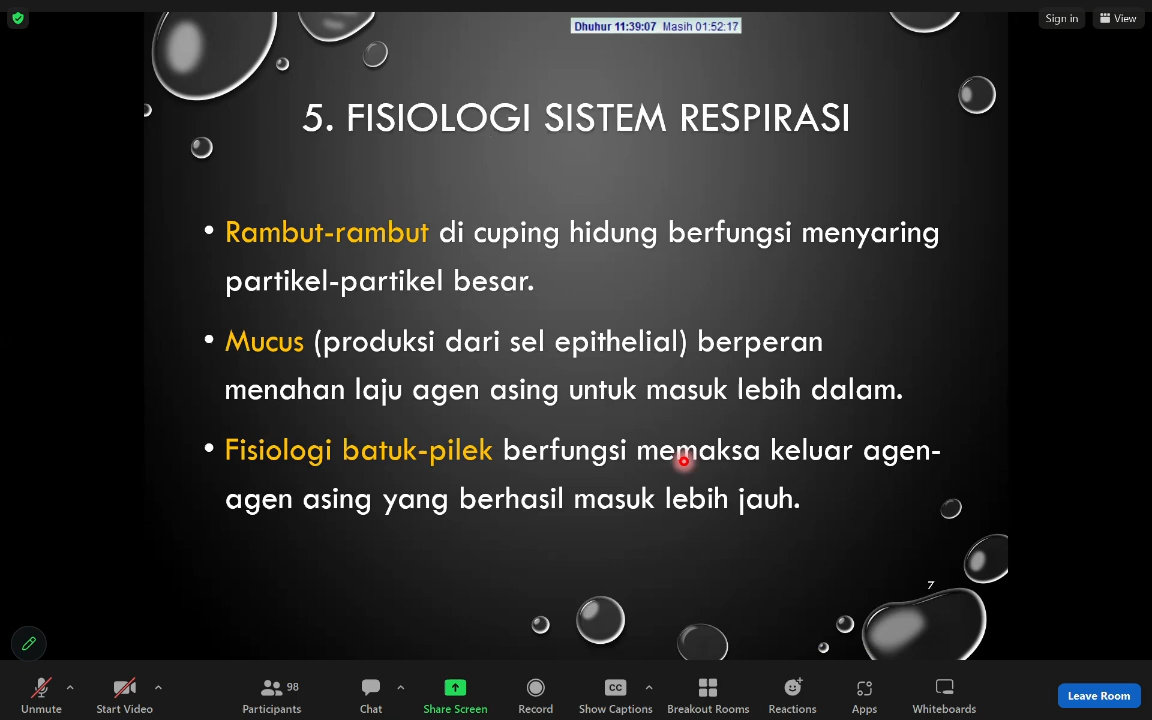 Dhuhur 11:39:07 Masih 01:52:17
Sign in
View
5. FISIOLOGI SISTEM RESPIRASI
• Rambut-rambut di cuping hidung berfungsi menyaring
partikel-partikel besar.
• Mucus (produksi dari sel epithelial) berperan
menahan laju agen asing untuk masuk lebih dalam.
• Fisiologi batuk-pilek berfungsi memaksa keluar agen-
agen asing yang berhasil masuk lebih jauh.
7
98
CC
Unmute
Start Video
Participants
Chat
Share Screen
Record
Show Captions
Breakout Rooms
Reactions
Apps
Whiteboards
Leave Room